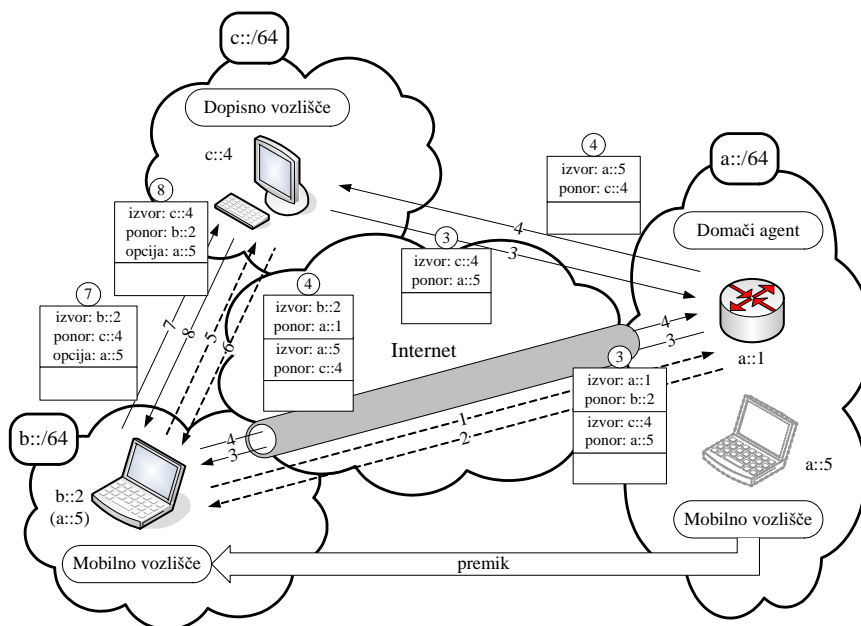 c::/64
Dopisno vozlišče
c::4
8
izvor: c::4
ponor: b::2
opcija: a::5
7
izvor: b::2
ponor: c::4
opcija: a::5
4
izvor: a::5
ponor: c::4
a::/64
Domači agent
a::1
4
3
3
izvor: c::4
ponor: a::5
4
izvor: b::2
ponor: a::1
izvor: a::5
ponor: c::4
Internet
7
8
5
6
4
3
3
izvor: a::1
ponor: b::2
izvor: c::4
ponor: a::5
1
2
4
3
b::/64
b::2
(a::5)
Mobilno vozlišče
a::5
Mobilno vozlišče
premik